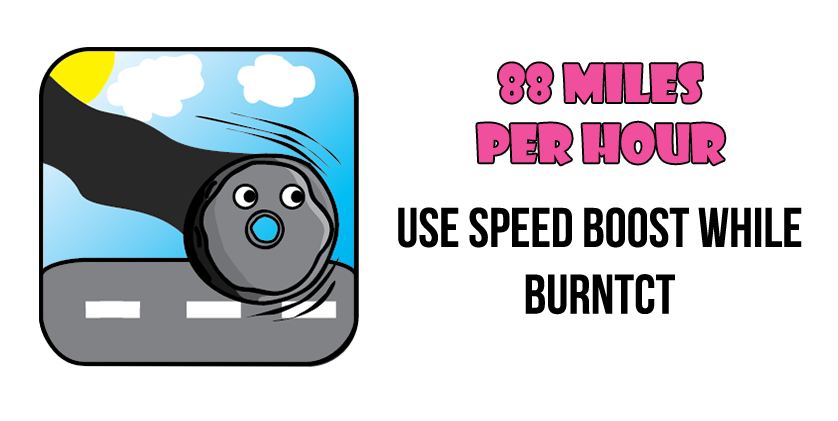 88 MILES
PER HOUR
USE SPEED BOOST WHILE
BURNTCT